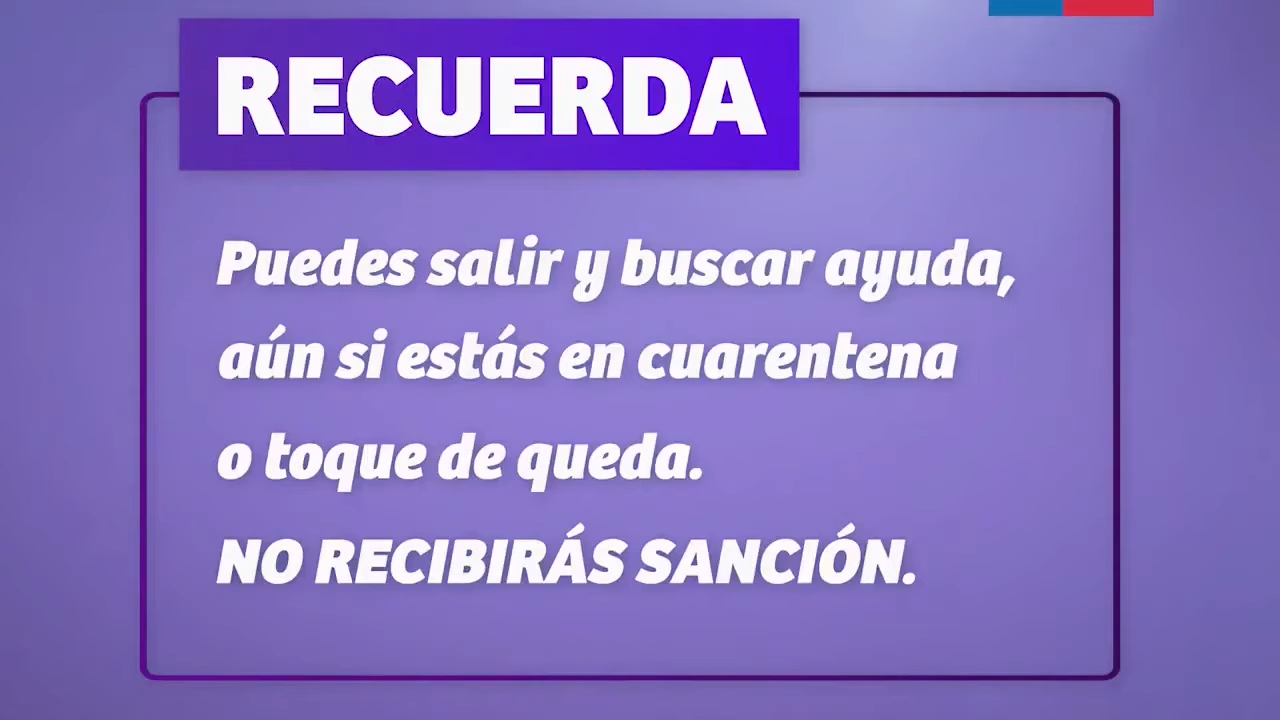 RECUERDA
Puedes salir y buscar ayuda,
aún si estás en cuarentena
o toque de queda.
NO RECIBIRÁS SANCIÓN.